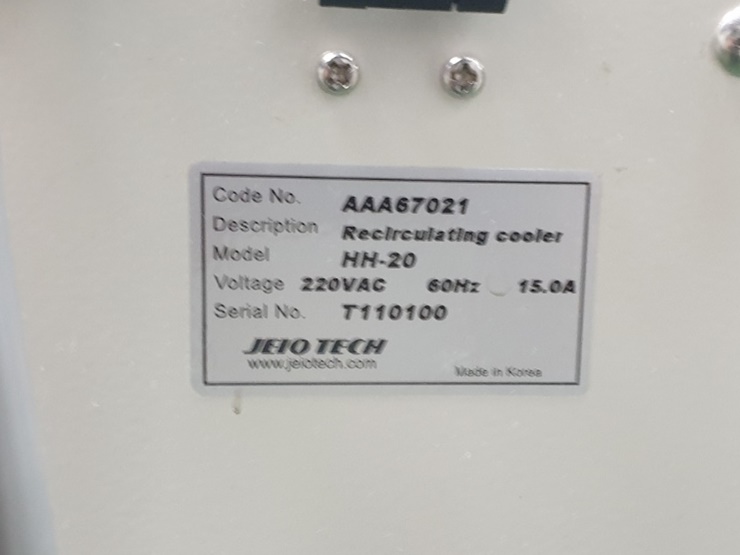 Code No. AAA67021
Description Recirculating cooler
Model HH-20
Voltage 220VAC 60Hz 15.0A
Serial No. T110100
JEIO TECH
www.jeiotech.com
Made in Korea